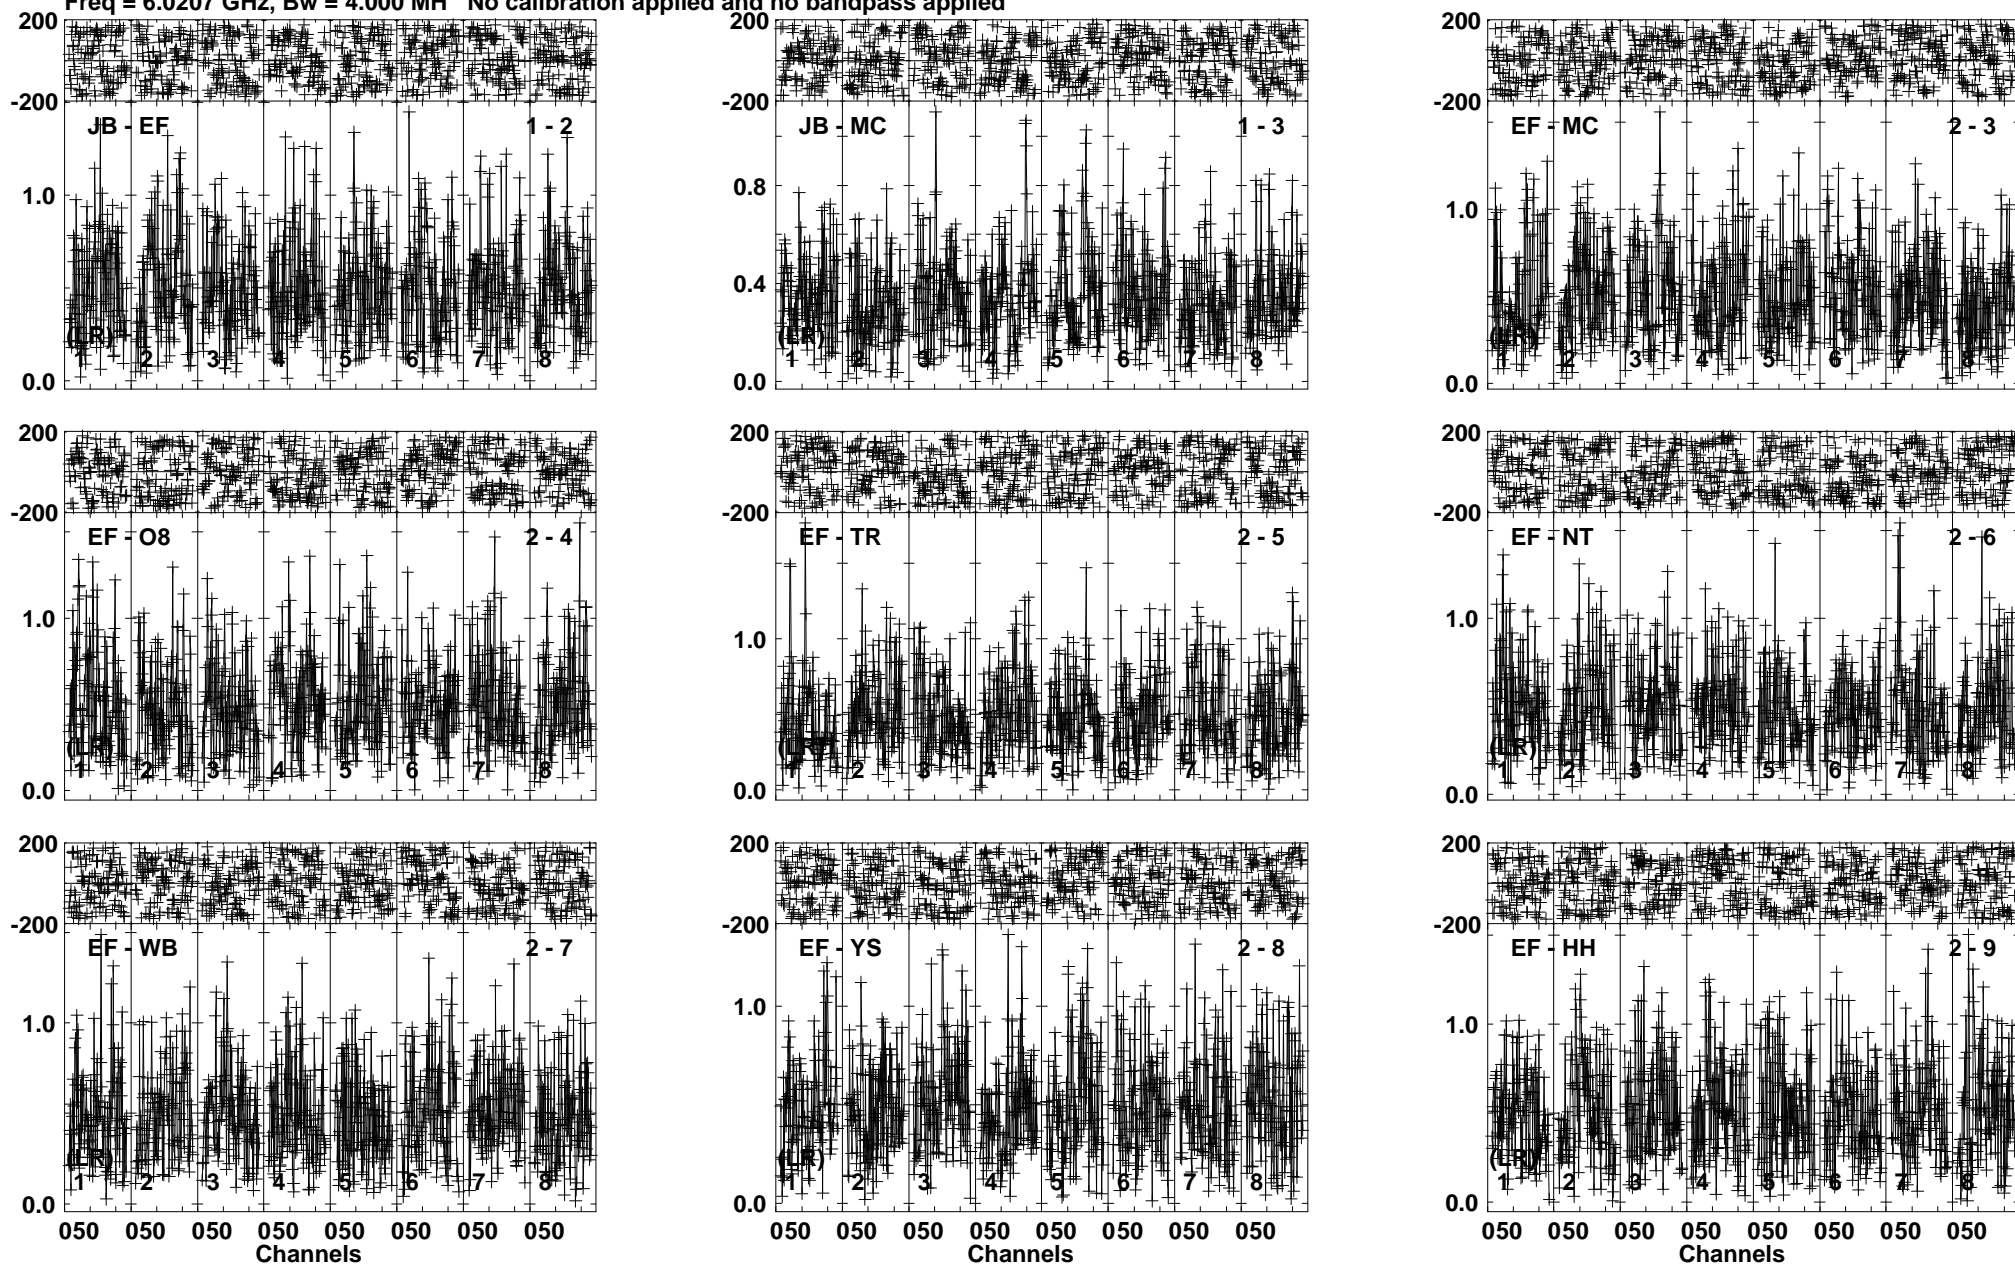 Freq = 6.0207 GHz, Bw = 4.000 MH   No calibration applied and no bandpass applied
200 200 200
-200 -200 -200
JB - EF 1 - 2 JB - MC 1 - 3 EF - MC 2 - 3
1.0 0.8 1.0
0.4
(LR) (LR) (LR)
1 2 3 4 5 6 7 8 1 2 3 4 5 6 7 8 1 2 3 4 5 6 7 8
0.0 0.0 0.0
200 200 200
-200 -200 -200
EF - O8 2 - 4 EF - TR 2 - 5 EF - NT 2 - 6
1.0 1.0 1.0
(LR) (LR) (LR)
1 2 3 4 5 6 7 8 1 2 3 4 5 6 7 8 1 2 3 4 5 6 7 8
0.0 0.0 0.0
200 200 200
-200 -200 -200
EF - WB 2 - 7 EF - YS 2 - 8 EF - HH 2 - 9
1.0 1.0 1.0
(LR) (LR) (LR)
1 2 3 4 5 6 7 8 1 2 3 4 5 6 7 8 1 2 3 4 5 6 7 8
0.0 0.0 0.0
050 050 050 050 050 050 050 050 050 050 050 050 050 050 050 050 050 050 050 050 050 050 050 050
Channels Channels Channels